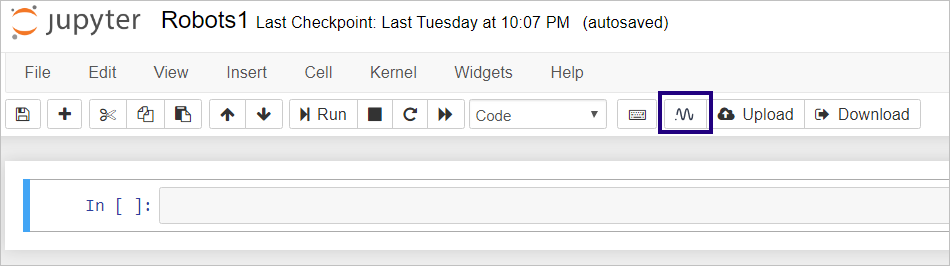 jupyter Robots1 Last Checkpoint: Last Tuesday at 10:07 PM (autosaved)
File Edit View Insert Cell Kernel Widgets Help
Run Code Upload Download
In [ ]: